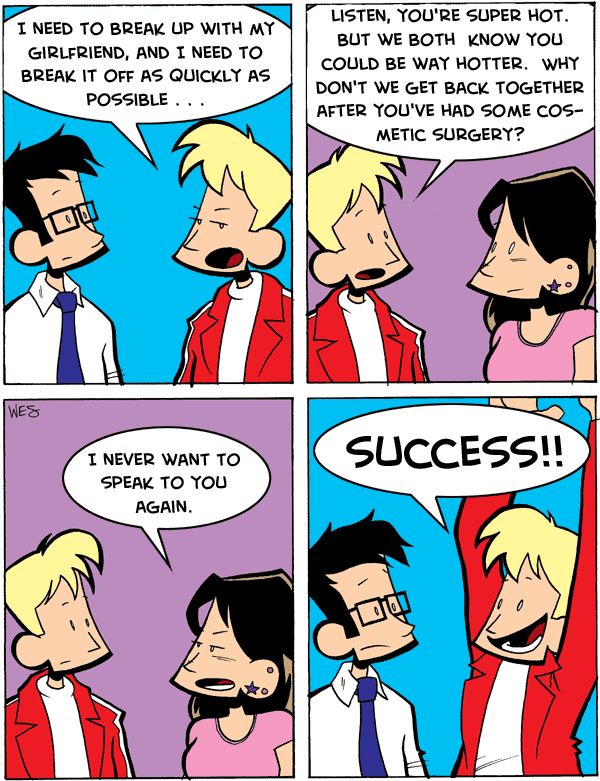 I NEED TO BREAK UP WITH MY
GIRLFRIEND, AND I NEED TO
BREAK IT OFF AS QUICKLY AS
POSSIBLE . . .
LISTEN, YOU'RE SUPER HOT.
BUT WE BOTH KNOW YOU
COULD BE WAY HOTTER. WHY
DON'T WE GET BACK TOGETHER
AFTER YOU'VE HAD SOME COS-
METIC SURGERY?
WES
I NEVER WANT TO
SPEAK TO YOU
AGAIN.
SUCCESS!!